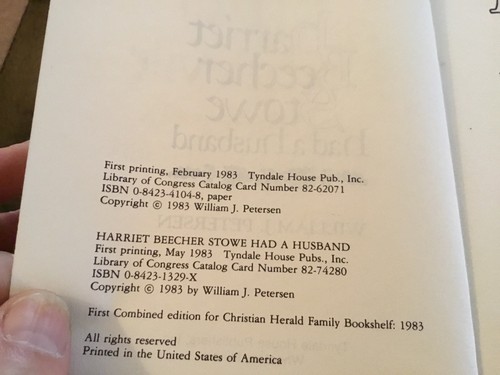 First printing, February 1983 Tyndale House Pub., Inc.
Library of Congress Catalog Card Number 82-62071
ISBN 0-8423-4104-8, paper
Copyright © 1983 William J. Petersen
HARRIET BEECHER STOWE HAD A HUSBAND
First printing, May 1983 Tyndale House Pubs., Inc.
Library of Congress Catalog Card Number 82-74280
ISBN 0-8423-1329-X
Copyright © 1983 by William J. Petersen
First Combined edition for Christian Herald Family Bookshelf: 1983
All rights reserved
Printed in the United States of America